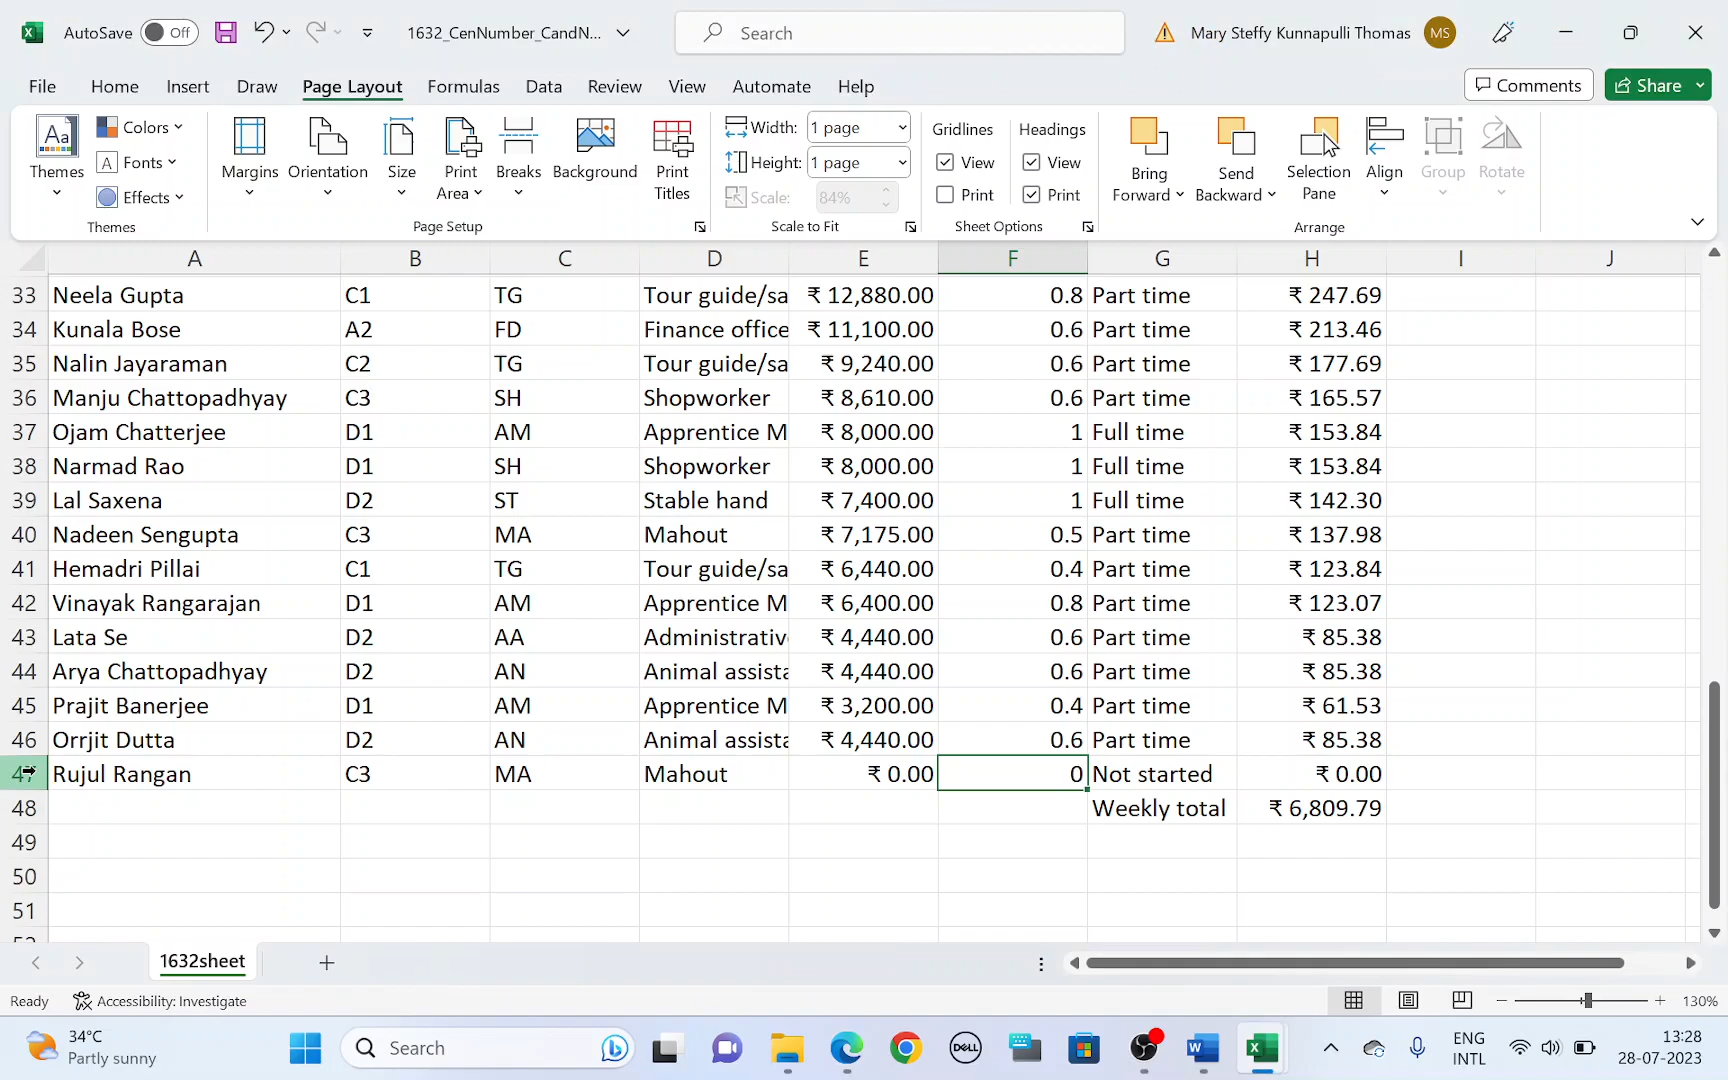 AutoSave Off 1632_CenNumber_CandN... Search Mary Steffy Kunnapulli Thomas MS
File Home Insert Draw Page Layout Formulas Data Review View Automate Help Comments Share
Themes Colors Fonts Effects
Themes
Margins Orientation Size Print Area Breaks Background Print Titles
Page Setup
Width: 1 page
Height: 1 page
Scale: 84%
Scale to Fit
Gridlines Headings
View View
Print Print
Sheet Options
Bring Forward Send Backward Selection Pane Align Group Rotate
Arrange
A B C D E F G H I J
33 Neela Gupta C1 TG Tour guide/sa ₹ 12,880.00 0.8 Part time ₹ 247.69
34 Kunala Bose A2 FD Finance office ₹ 11,100.00 0.6 Part time ₹ 213.46
35 Nalin Jayaraman C2 TG Tour guide/sa ₹ 9,240.00 0.6 Part time ₹ 177.69
36 Manju Chattopadhyay C3 SH Shopworker ₹ 8,610.00 0.6 Part time ₹ 165.57
37 Ojam Chatterjee D1 AM Apprentice M ₹ 8,000.00 1 Full time ₹ 153.84
38 Narmad Rao D1 SH Shopworker ₹ 8,000.00 1 Full time ₹ 153.84
39 Lal Saxena D2 ST Stable hand ₹ 7,400.00 1 Full time ₹ 142.30
40 Nadeen Sengupta C3 MA Mahout ₹ 7,175.00 0.5 Part time ₹ 137.98
41 Hemadri Pillai C1 TG Tour guide/sa ₹ 6,440.00 0.4 Part time ₹ 123.84
42 Vinayak Rangarajan D1 AM Apprentice M ₹ 6,400.00 0.8 Part time ₹ 123.07
43 Lata Se D2 AA Administrativ ₹ 4,440.00 0.6 Part time ₹ 85.38
44 Arya Chattopadhyay D2 AN Animal assista ₹ 4,440.00 0.6 Part time ₹ 85.38
45 Prajit Banerjee D1 AM Apprentice M ₹ 3,200.00 0.4 Part time ₹ 61.53
46 Orrjit Dutta D2 AN Animal assista ₹ 4,440.00 0.6 Part time ₹ 85.38
47 Rujul Rangan C3 MA Mahout ₹ 0.00 0 Not started ₹ 0.00
48 Weekly total ₹ 6,809.79
49
50
51
1632sheet
Ready Accessibility: Investigate 130%
34°C
Partly sunny
Search
DELL
ENG
INTL
13:28
28-07-2023